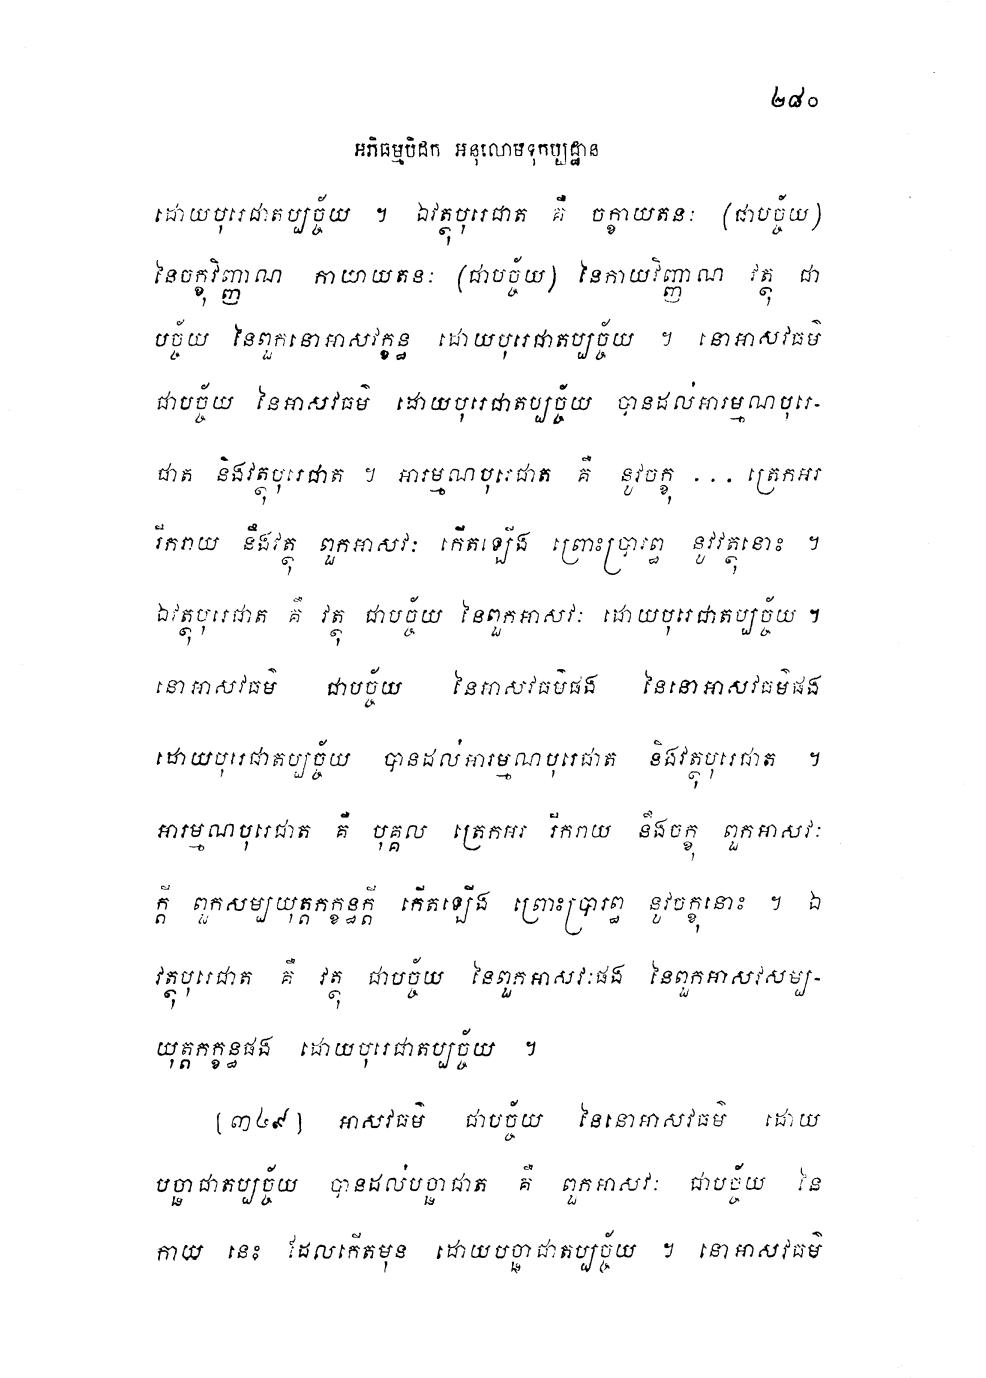 ២៨០
អភិធម្មបិដក អនុលោមទុកប្បដ្ឋាន
ដោយបុរេជាតប្បច្ច័យ ។ ឯវត្ថុបុរេជាត គឺ ចក្ខាយតនៈ (ជាបច្ច័យ)
នៃចក្ខុវិញ្ញាណ កាយាយតនៈ (ជាបច្ច័យ) នៃកាយវិញ្ញាណ វត្ថុ ជា
បច្ច័យ នៃពួកនោអាសវក្ខន្ធ ដោយបុរេជាតប្បច្ច័យ ។ នោអាសវធម៌
ជាបច្ច័យ នៃអាសវធម៌ ដោយបុរេជាតប្បច្ច័យ បានដល់អារម្មណបុរេ-
ជាត និងវត្ថុបុរេជាត ។ អារម្មណបុរេជាត គឺ នូវចក្ខុ ... ត្រេកអរ
រីករាយ នឹងវត្ថុ ពួកអាសវៈ កើតឡើង ព្រោះប្រារព្ធ នូវវត្ថុនោះ ។
ឯវត្ថុបុរេជាត គឺ វត្ថុ ជាបច្ច័យ នៃពួកអាសវៈ ដោយបុរេជាតប្បច្ច័យ ។
នោអាសវធម៌ ជាបច្ច័យ នៃអាសវធម៌ផង នៃនោអាសវធម៌ផង
ដោយបុរេជាតប្បច្ច័យ បានដល់អារម្មណបុរេជាត និងវត្ថុបុរេជាត ។
អារម្មណបុរេជាត គឺ បុគ្គល ត្រេកអរ រីករាយ នឹងចក្ខុ ពួកអាសវៈ
ក្តី ពួកសម្បយុត្តកក្ខន្ធក្តី កើតឡើង ព្រោះប្រារព្ធ នូវចក្ខុនោះ ។ ឯ
វត្ថុបុរេជាត គឺ វត្ថុ ជាបច្ច័យ នៃពួកអាសវៈផង នៃពួកអាសវសម្ប-
យុត្តកក្ខន្ធផង ដោយបុរេជាតប្បច្ច័យ ។
[៣៤៩] អាសវធម៌ ជាបច្ច័យ នៃនោអាសវធម៌ ដោយ
បច្ឆាជាតប្បច្ច័យ បានដល់បច្ឆាជាត គឺ ពួកអាសវៈ ជាបច្ច័យ នៃ
កាយ នេះ ដែលកើតមុន ដោយបច្ឆាជាតប្បច្ច័យ ។ នោអាសវធម៌